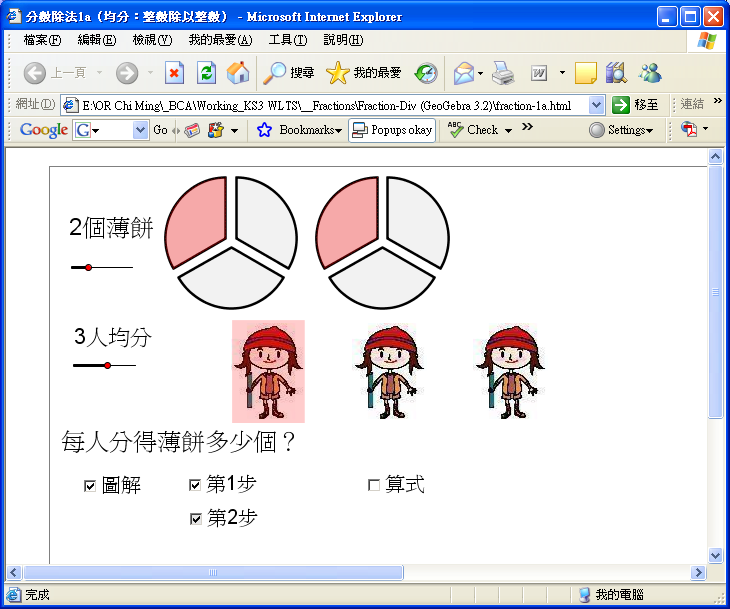 分數除法1a（均分：整數除以整數） - Microsoft Internet Explorer
檔案(F) 編輯(E) 檢視(V) 我的最愛(A) 工具(T) 說明(H)
上一頁 搜尋 我的最愛 W
網址(D) E:\OR Chi Ming\_BCA\Working_KS3 WLTS\__Fractions\Fraction-Div (GeoGebra 3.2)\fraction-1a.html 移至 連結 »
Google G Go Bookmarks Popups okay ABC Check » Settings
2個薄餅
3人均分
每人分得薄餅多少個？
圖解 第1步 算式
第2步
完成 我的電腦